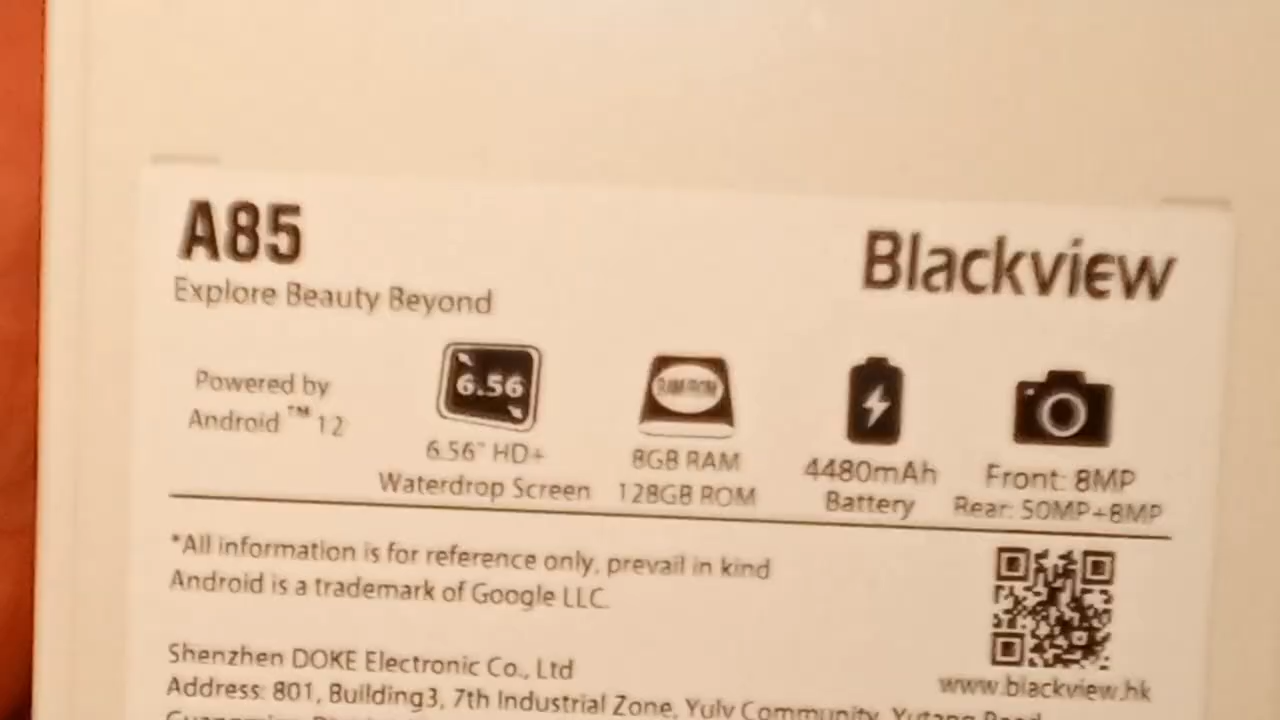 A85
Blackview
Explore Beauty Beyond
Powered by
Android™ 12
6.56
6.56" HD+
Waterdrop Screen
8GB RAM
128GB ROM
4480mAh
Battery
Front: 8MP
Rear: 50MP+8MP
*All information is for reference only, prevail in kind
Android is a trademark of Google LLC.
www.blackview.hk
Shenzhen DOKE Electronic Co., Ltd
Address: 801, Building3, 7th Industrial Zone, Yulv Community, Yutang Road